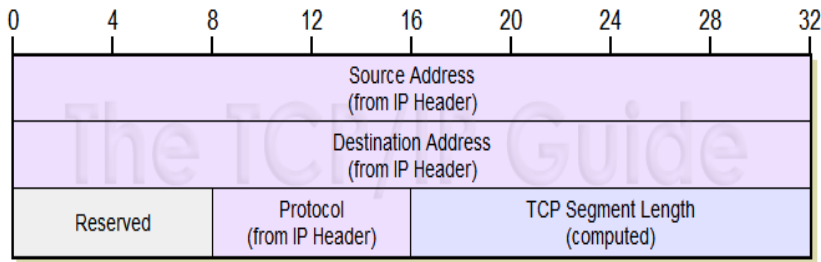 0 4 8 12 16 20 24 28 32
Source Address
(from IP Header)
The TCP/IP Guide
Destination Address
(from IP Header)
Reserved
Protocol
(from IP Header)
TCP Segment Length
(computed)